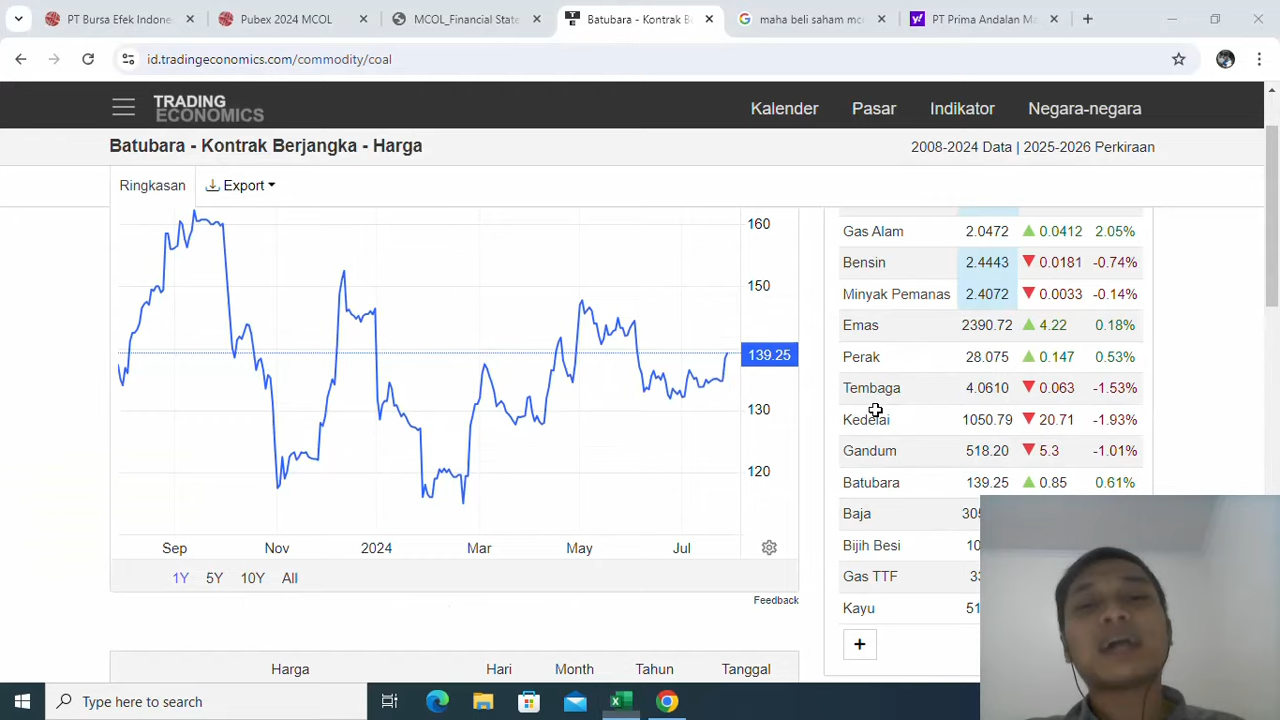 PT Bursa Efek Indone
Pubex 2024 MCOL
MCOL_Financial State
Batubara - Kontrak B
maha beli saham mc
PT Prima Andalan M
id.tradingeconomics.com/commodity/coal
TRADING
ECONOMICS
Kalender
Pasar
Indikator
Negara-negara
Batubara - Kontrak Berjangka - Harga
2008-2024 Data | 2025-2026 Perkiraan
Ringkasan
Export
160
150
139.25
130
120
Sep
Nov
2024
Mar
May
Jul
1Y 5Y 10Y All
Feedback
Harga Hari Month Tahun Tanggal
Gas Alam 2.0472 0.0412 2.05%
Bensin 2.4443 0.0181 -0.74%
Minyak Pemanas 2.4072 0.0033 -0.14%
Emas 2390.72 4.22 0.18%
Perak 28.075 0.147 0.53%
Tembaga 4.0610 0.063 -1.53%
Kedelai 1050.79 20.71 -1.93%
Gandum 518.20 5.3 -1.01%
Batubara 139.25 0.85 0.61%
Baja 305
Bijih Besi 10
Gas TTF 3
Kayu 51
+
Type here to search